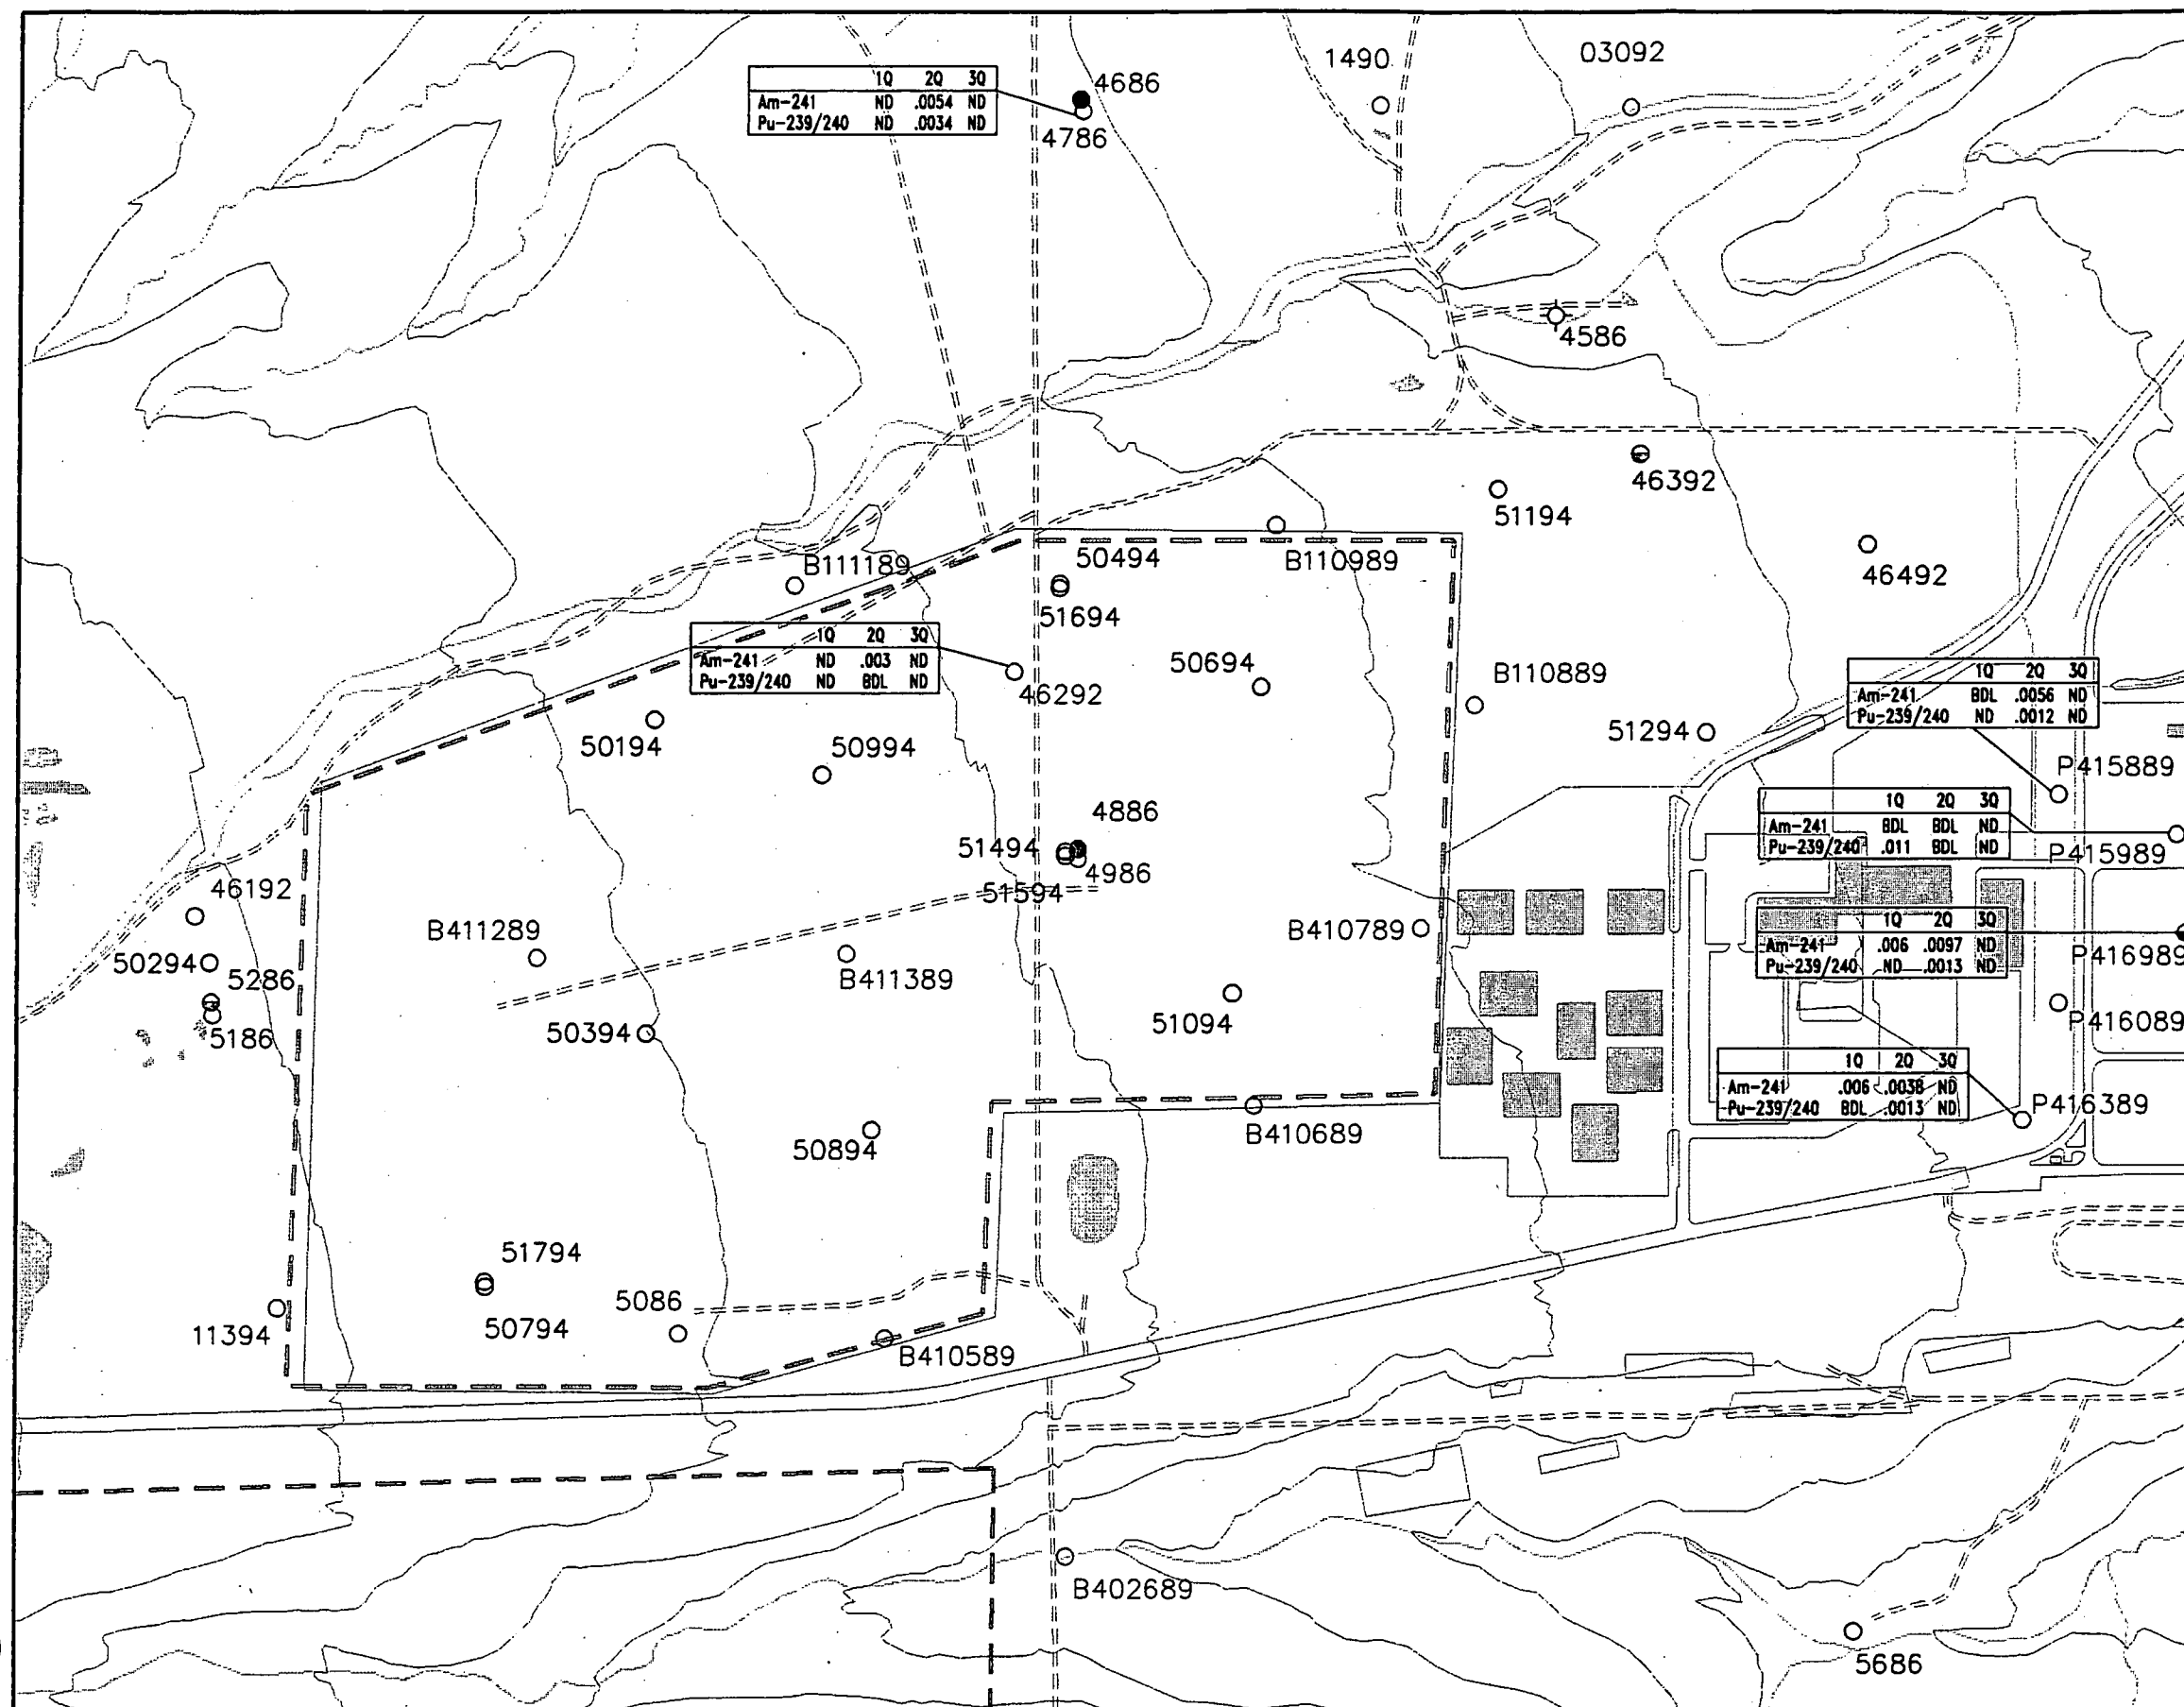 1490
03092
1Q 2Q 3Q
Am-241 ND .0054 ND
Pu-239/240 ND .0034 ND
4686
4786
4586
46392
51194
B110989
50494
B111189
51694
46492
1Q 2Q 3Q
Am-241 ND .003 ND
Pu-239/240 ND BDL ND
46292
50694
B110889
51294
1Q 2Q 3Q
Am-241 BDL .0056 ND
Pu-239/240 ND .0012 ND
50194
50994
P415889
1Q 2Q 3Q
Am-241 BDL BDL ND
Pu-239/240 .011 BDL ND
4886
51494
4986
P415989
46192
51594
B411289
B410789
1Q 2Q 3Q
Am-241 .006 .0097 ND
Pu-239/240 ND .0013 ND
P416989
50294
5286
B411389
5186
50394
51094
P416089
1Q 2Q 3Q
Am-241 .006 .0038 ND
Pu-239/240 BDL .0013 ND
P416389
50894
B410689
51794
5086
11394
50794
B410589
B402689
5686